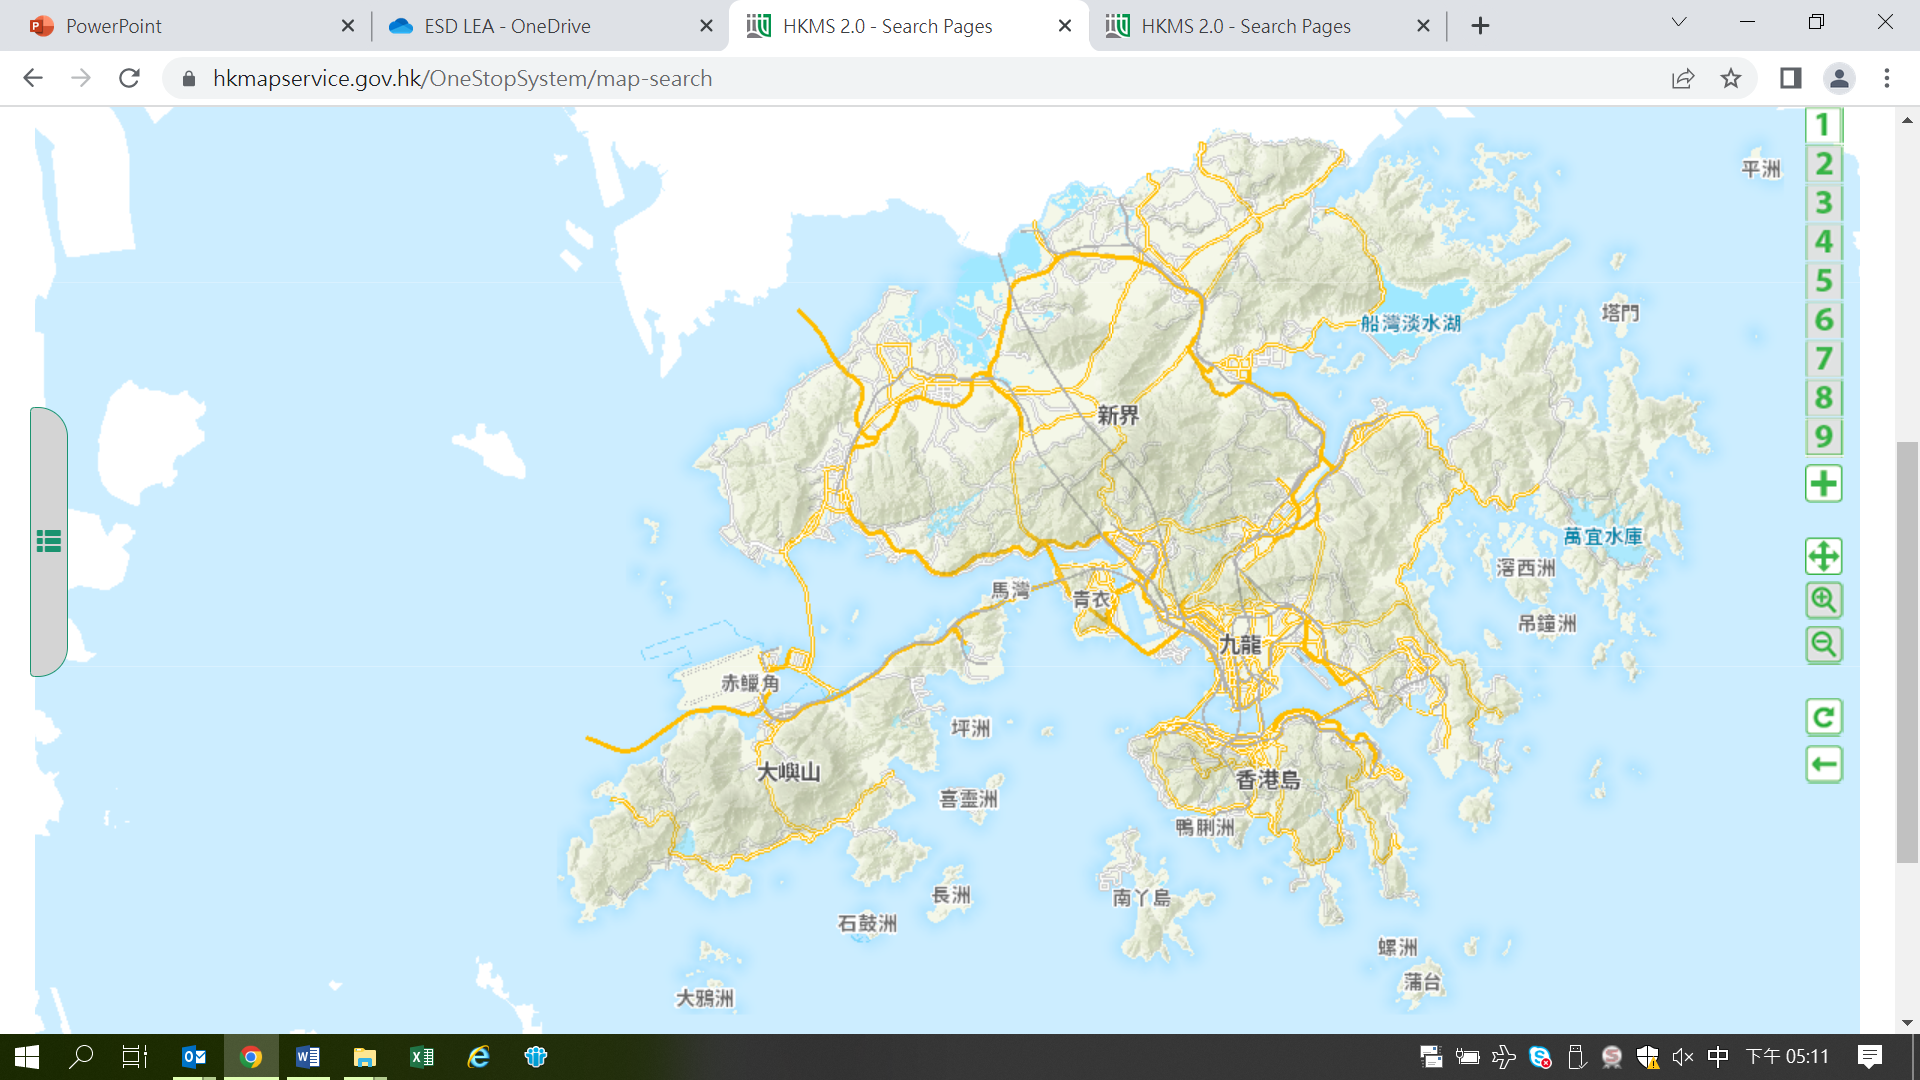 PowerPoint
ESD LEA - OneDrive
HKMS 2.0 - Search Pages
HKMS 2.0 - Search Pages
hkmapservice.gov.hk/OneStopSystem/map-search
1
2
3
4
5
6
7
8
9
平洲
塔門
船灣淡水湖
新界
萬宜水庫
滘西洲
吊鐘洲
馬灣
青衣
九龍
赤鱲角
坪洲
大嶼山
香港島
喜靈洲
鴨脷洲
長洲
南丫島
石鼓洲
螺洲
蒲台
大鴉洲
中
下午 05:11